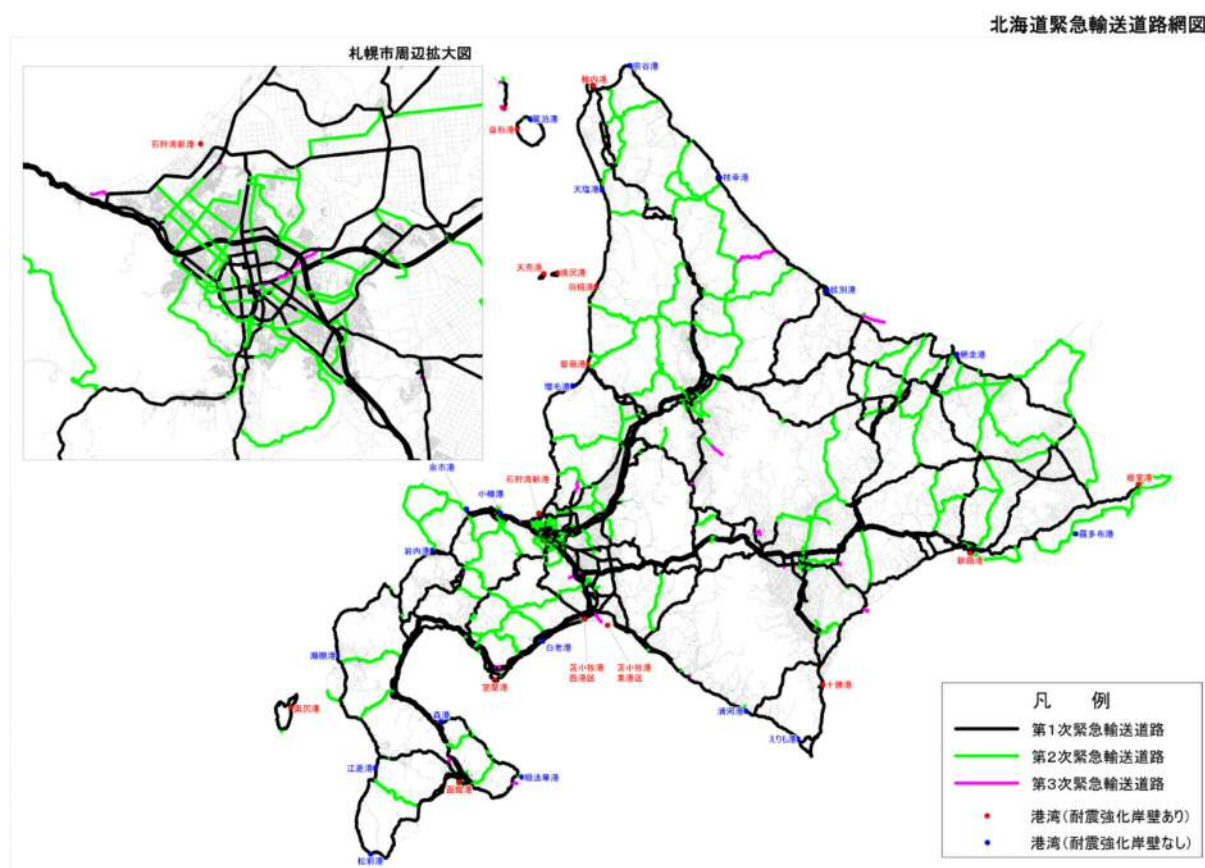 北海道緊急輸送道路網図
札幌市周辺拡大図
石狩湾新港
稚内港
宗谷港
鴛泊港
沓形港
天塩港
枝幸港
天売港
焼尻港
羽幌港
紋別港
留萌港
増毛港
網走港
余市港
小樽港
石狩湾新港
根室港
霧多布港
岩内港
釧路港
瀬棚港
白老港
苫小牧港
西港区
苫小牧港
東港区
室蘭港
十勝港
奥尻港
森港
浦河港
えりも港
江差港
函館港
椴法華港
松前港
凡 例
第1次緊急輸送道路
第2次緊急輸送道路
第3次緊急輸送道路
港湾(耐震強化岸壁あり)
港湾(耐震強化岸壁なし)